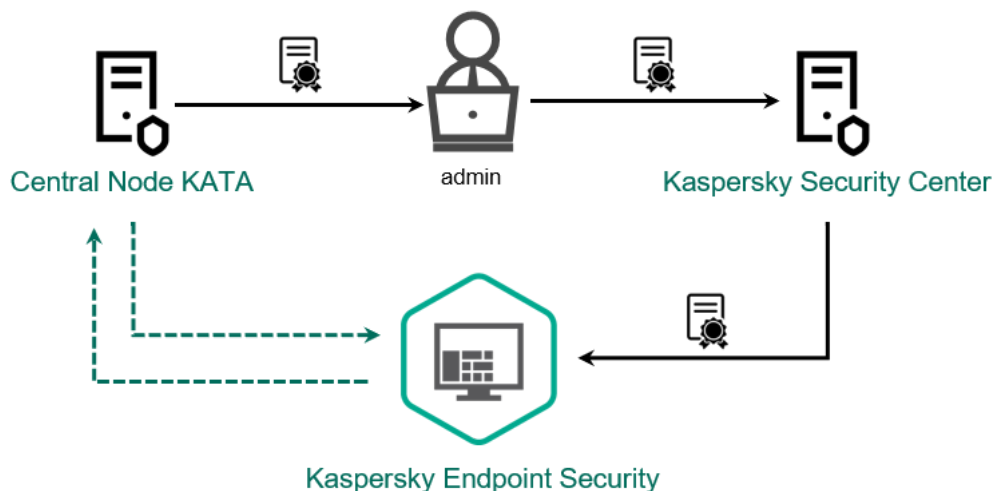 Central Node KATA
admin
Kaspersky Security Center
Kaspersky Endpoint Security